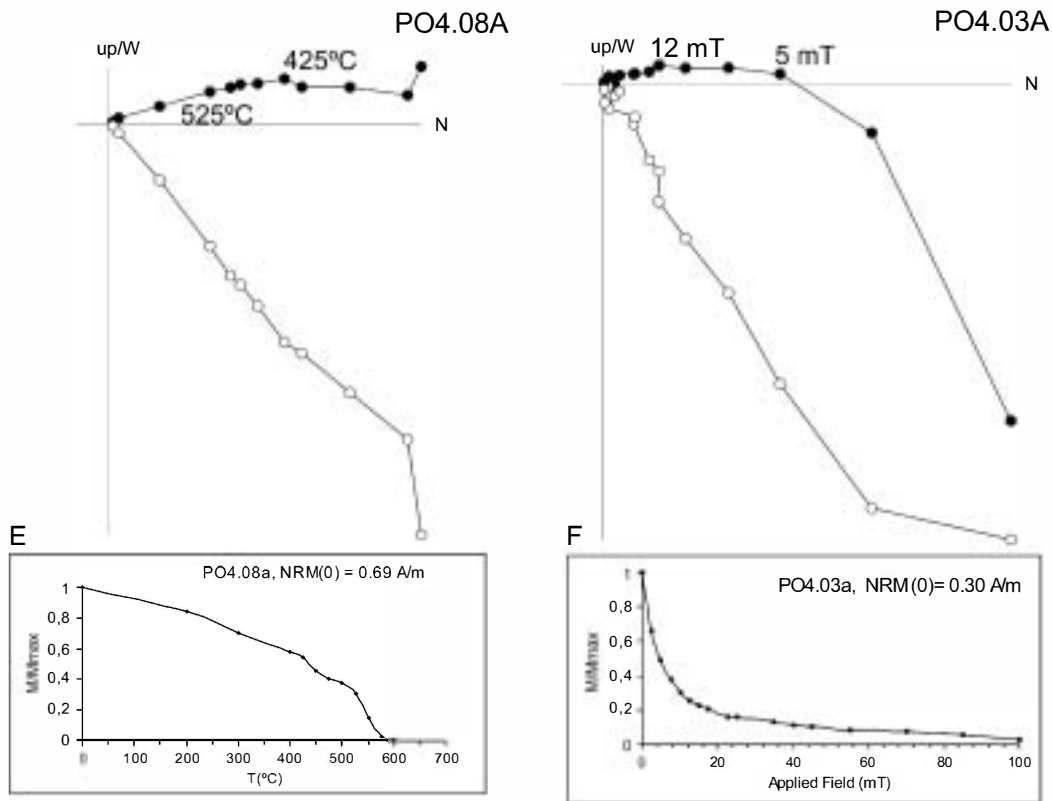 PO4.08A
up/W
425ºC
525ºC
N
PO4.03A
up/W
12 mT
5 mT
N
E
PO4.08a, NRM(0) = 0.69 A/m
M/Mmax
1
0,8
0,6
0,4
0,2
0
0 100 200 300 400 500 600 700
T(ºC)
F
PO4.03a, NRM(0)= 0.30 A/m
M/Mmax
1
0,8
0,6
0,4
0,2
0
0 20 40 60 80 100
Applied Field (mT)